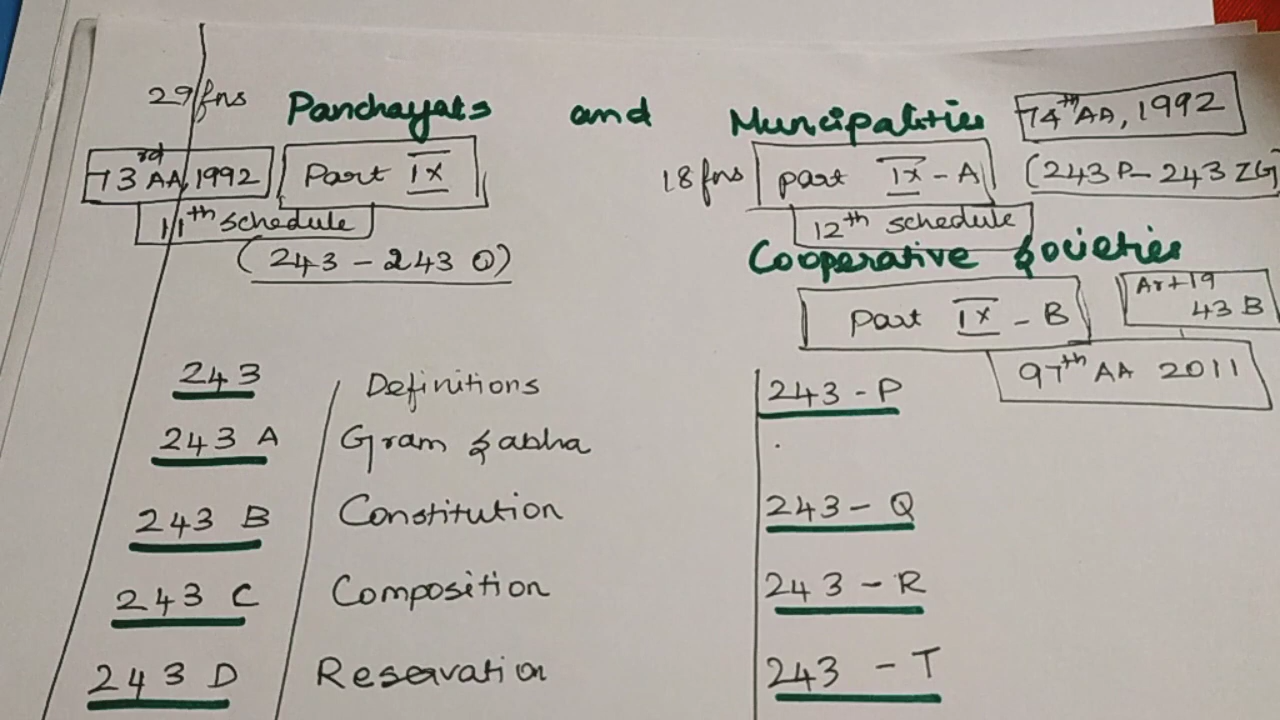 29 fns Panchayats and Muncipalities 74th AA, 1992
73rd AA, 1992 Part IX 18 fns part IX - A (243 P - 243 ZG)
11th schedule 12th schedule
(243 - 243 O) Cooperative Societies
Part IX - B Art 19
43 B
97th AA 2011
243 Definitions 243 - P
243 A Gram Sabha
243 B Constitution 243 - Q
243 C Composition 243 - R
243 D Reservation 243 - T